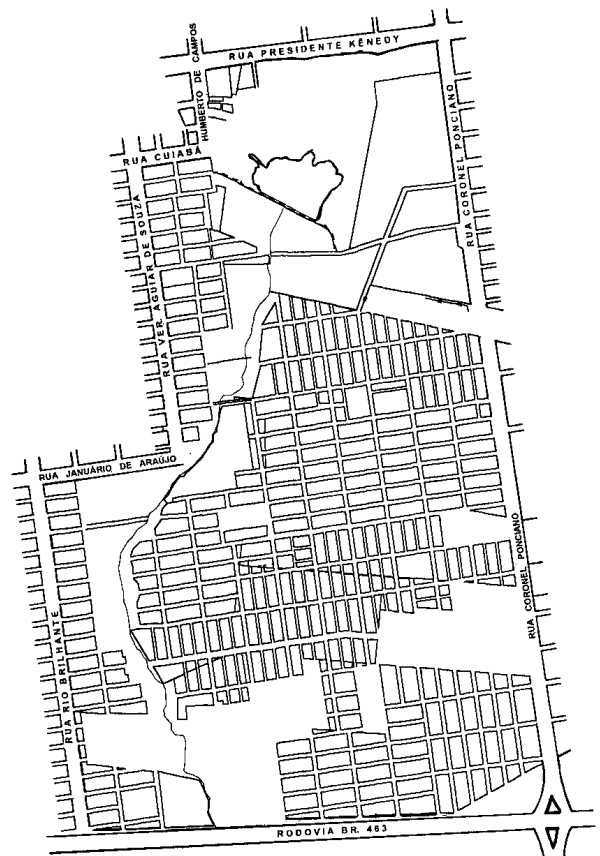 RUA PRESIDENTE KÊNEDY
HUMBERTO DE CAMPOS
RUA CUIABÁ
RUA CORONEL PONCIANO
RUA VER. AGUIAR DE SOUZA
RUA JANUÁRIO DE ARAÚJO
RUA CORONEL PONCIANO
RUA RIO BRILHANTE
RODOVIA BR. 463